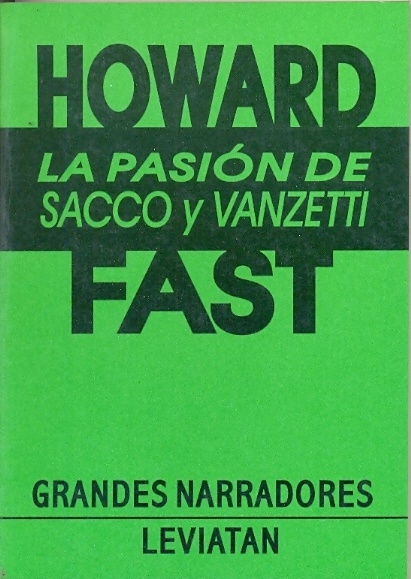 HOWARD
LA PASIÓN DE
SACCO y VANZETTI
FAST
GRANDES NARRADORES
LEVIATAN